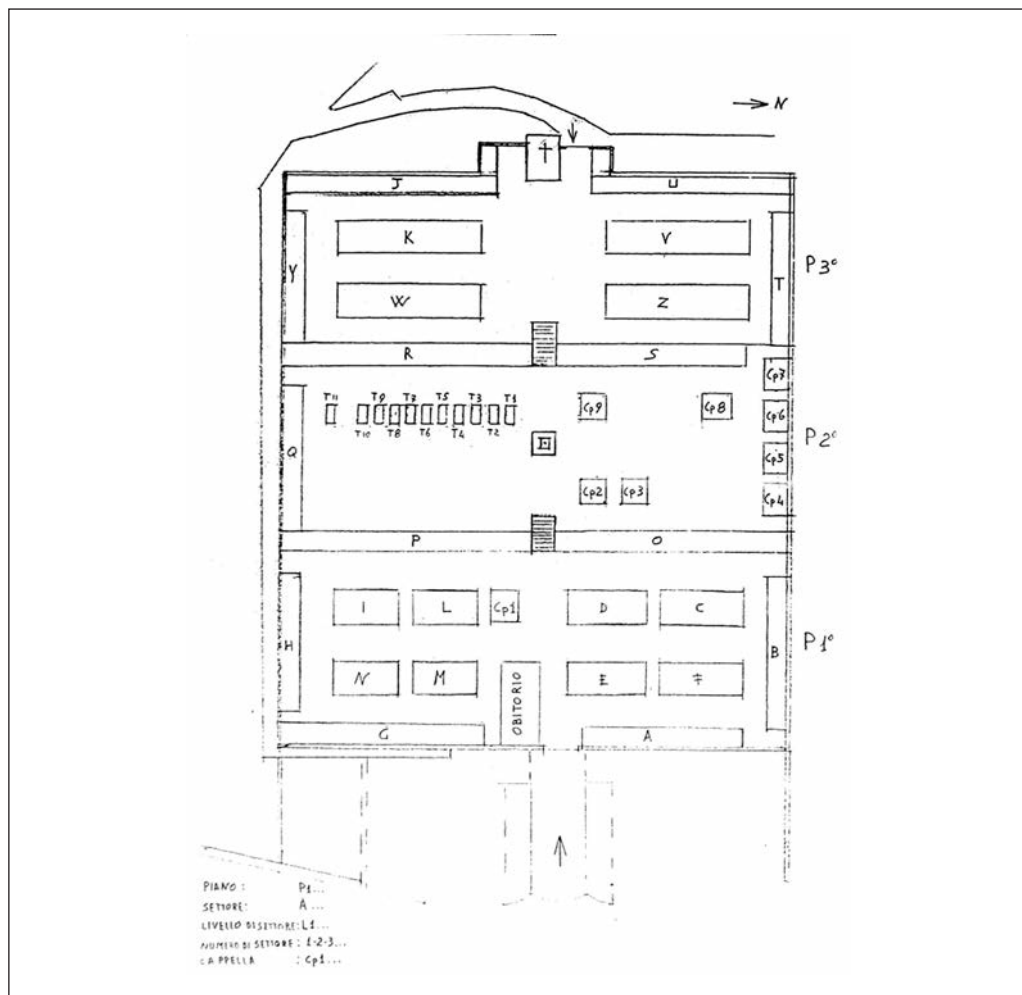 N
J
U
K
V
Y
T
P3°
W
Z
R
S
Cp7
T11 T9 T7 T5 T3 T1
Cp9
Cp8
Cp6
T10 T8 T6 T4 T2
P2°
Q
Cp5
Cp2
Cp3
Cp4
P
O
I
L
Cp1
D
C
H
B
P1°
N
M
OBITORIO
E
F
G
A
PIANO : P1...
SETTORE: A ...
LIVELLO DI SETTORE: L1...
NUMERO DI SETTORE : 1-2-3...
CAPPELLA : Cp1...